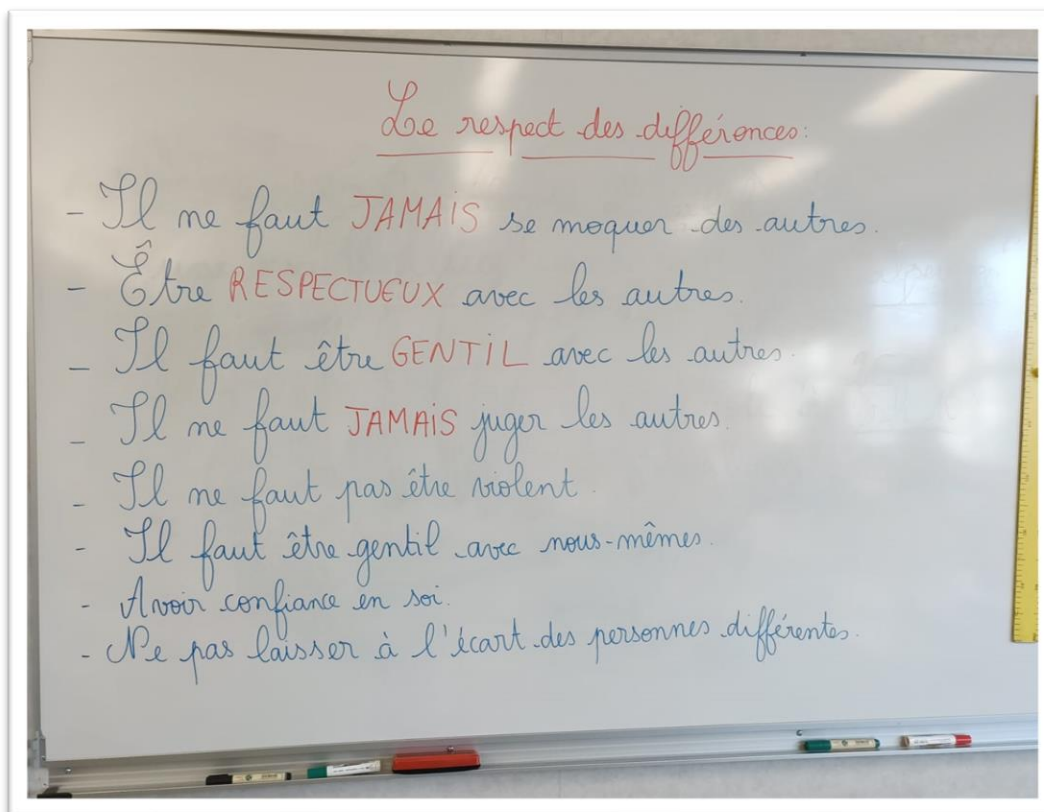 Le respect des différences:
- Il ne faut JAMAIS se moquer des autres.
- Être RESPECTUEUX avec les autres.
- Il faut être GENTIL avec les autres.
- Il ne faut JAMAIS juger les autres.
- Il ne faut pas être violent.
- Il faut être gentil avec nous-mêmes.
- Avoir confiance en soi.
- Ne pas laisser à l'écart des personnes différentes.